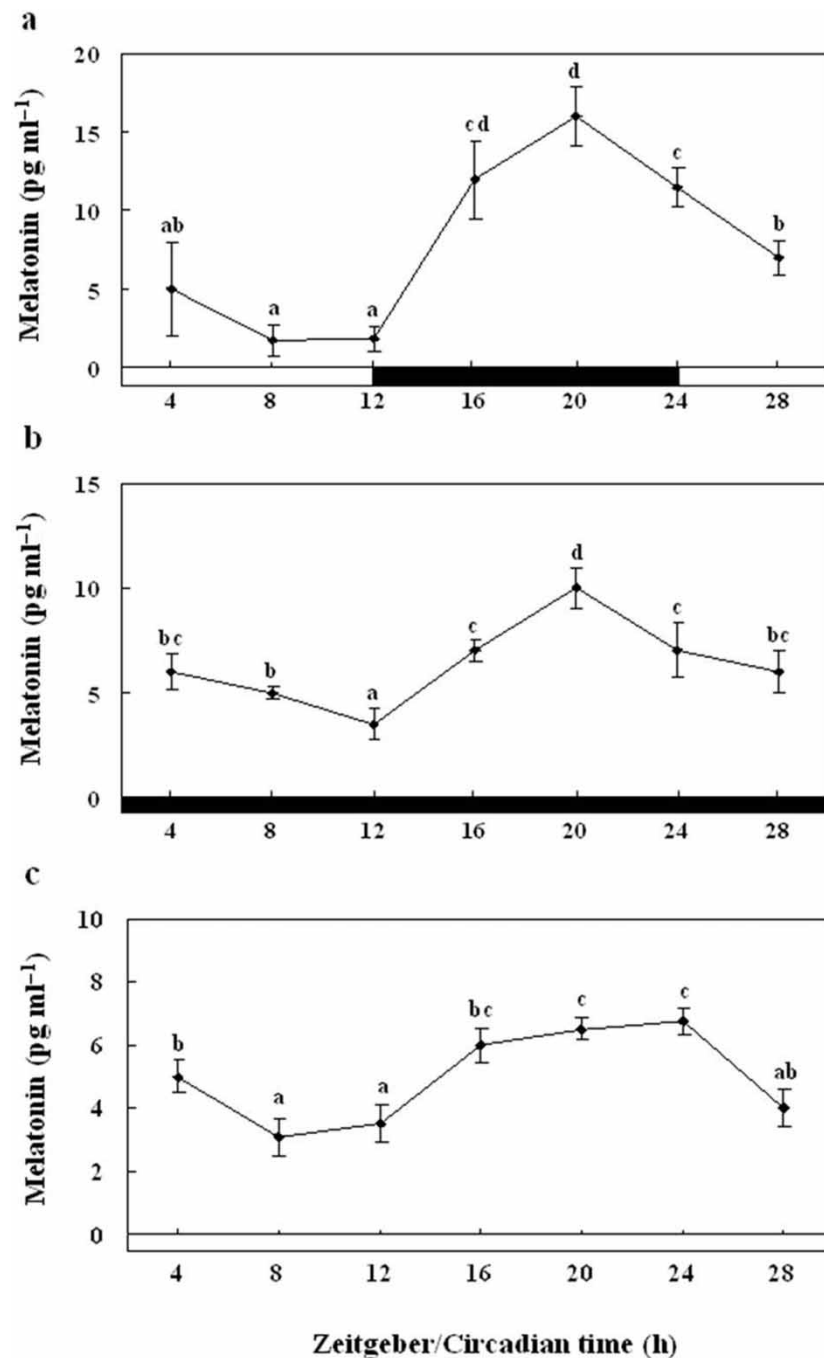 a
Melatonin (pg ml⁻¹)
20
15
10
5
0
ab
a
a
cd
d
c
b
4 8 12 16 20 24 28
b
Melatonin (pg ml⁻¹)
15
10
5
0
bc
b
a
c
d
c
bc
4 8 12 16 20 24 28
c
Melatonin (pg ml⁻¹)
10
8
6
4
2
0
b
a
a
bc
c
c
ab
4 8 12 16 20 24 28
Zeitgeber/Circadian time (h)